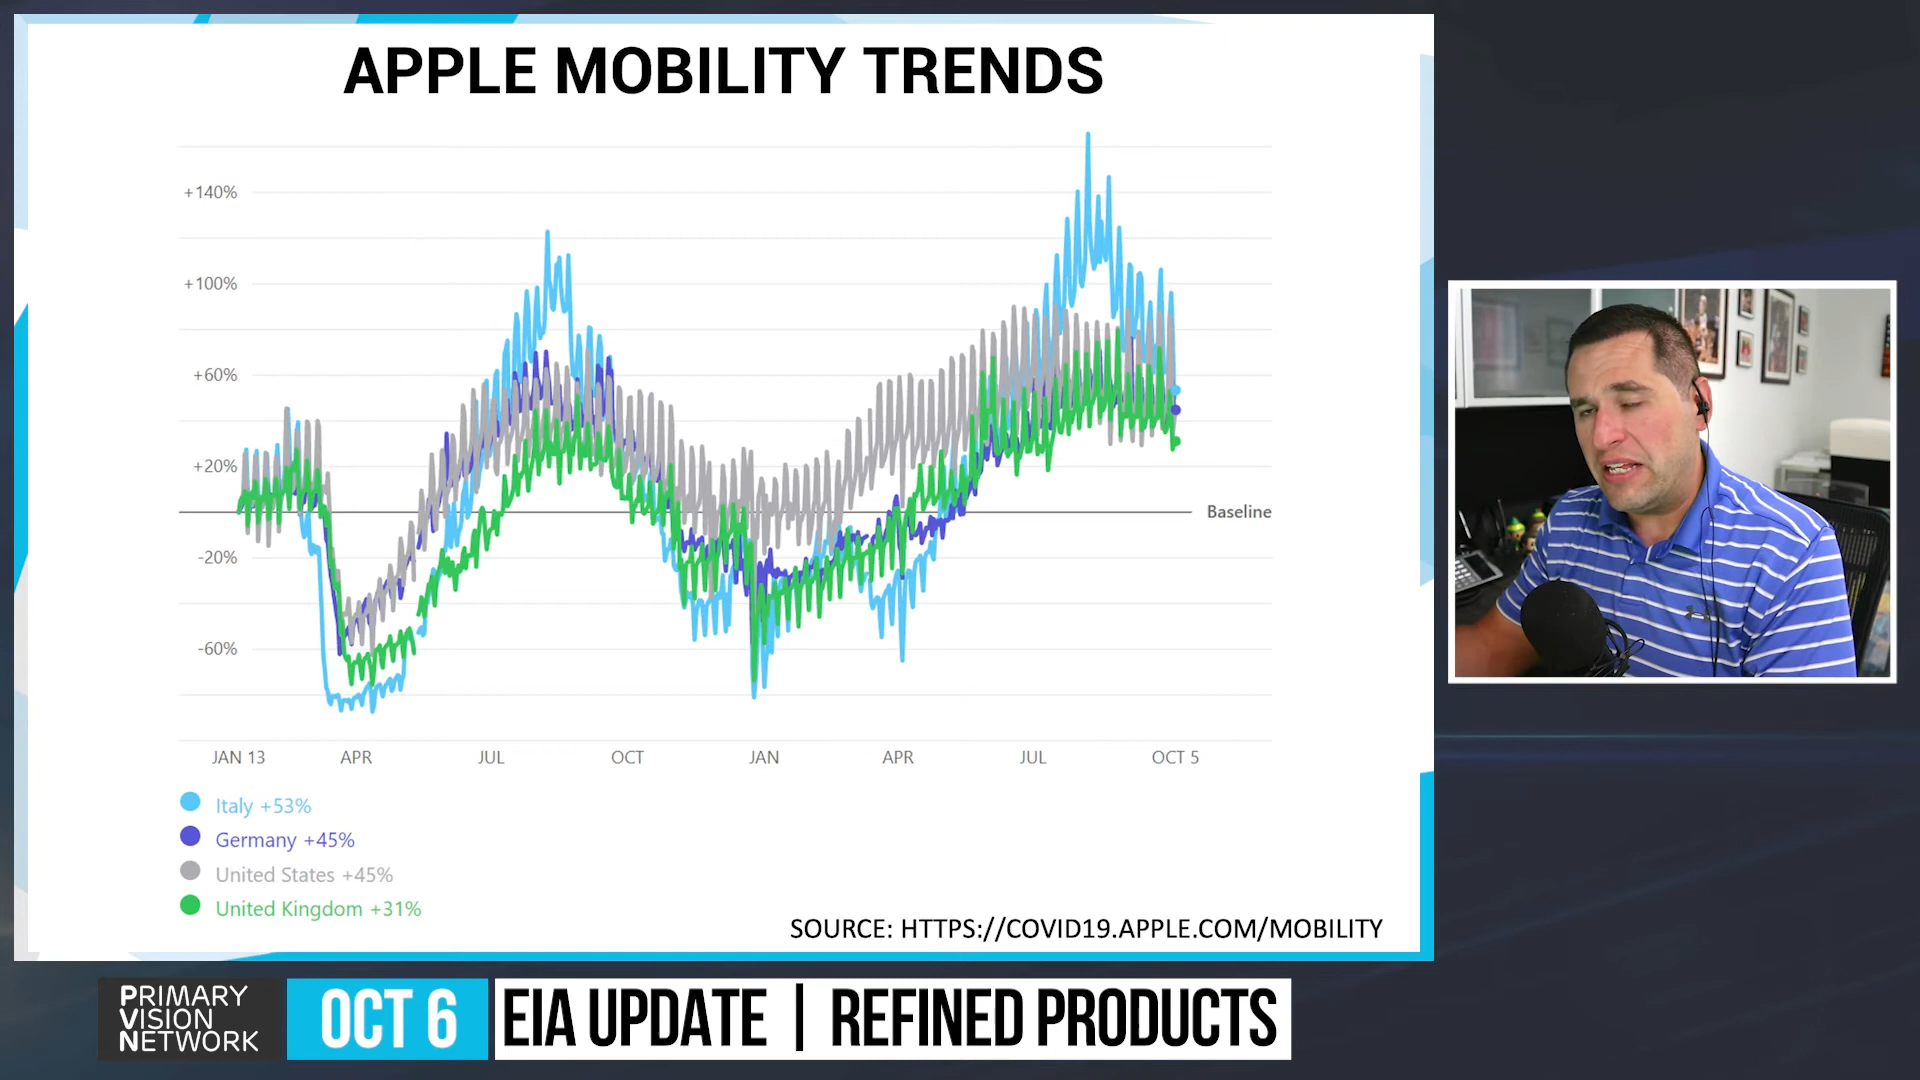 APPLE MOBILITY TRENDS
+140%
+100%
+60%
+20%
-20%
-60%
Baseline
JAN 13 APR JUL OCT JAN APR JUL OCT 5
Italy +53%
Germany +45%
United States +45%
United Kingdom +31%
SOURCE: HTTPS://COVID19.APPLE.COM/MOBILITY
PRIMARY
VISION
NETWORK
OCT 6
EIA UPDATE | REFINED PRODUCTS